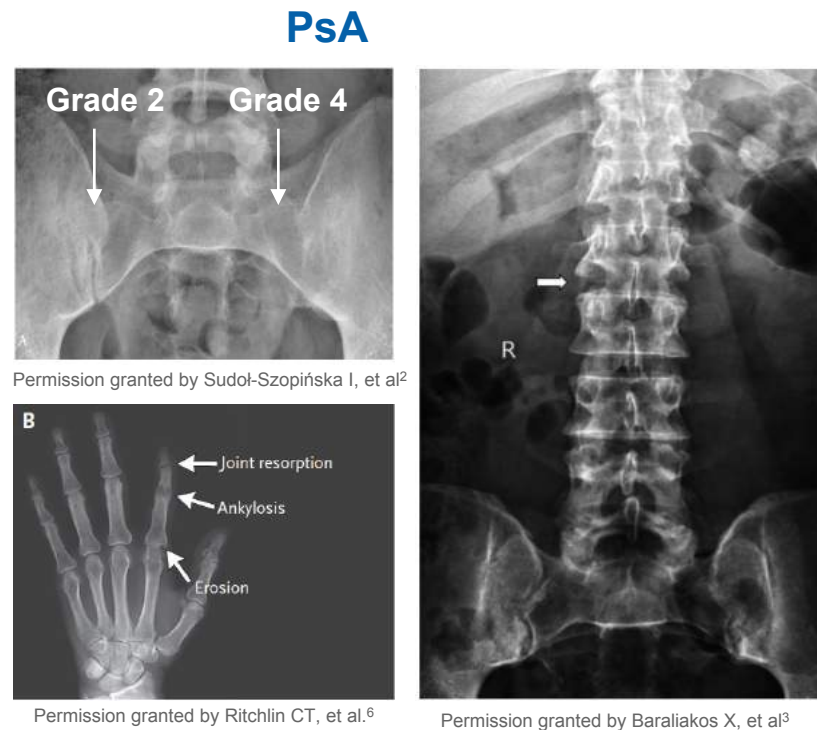 PsA
Grade 2
Grade 4
A
Permission granted by Sudoł-Szopińska I, et al2
B
Joint resorption
Ankylosis
Erosion
Permission granted by Ritchlin CT, et al.6
R
Permission granted by Baraliakos X, et al3